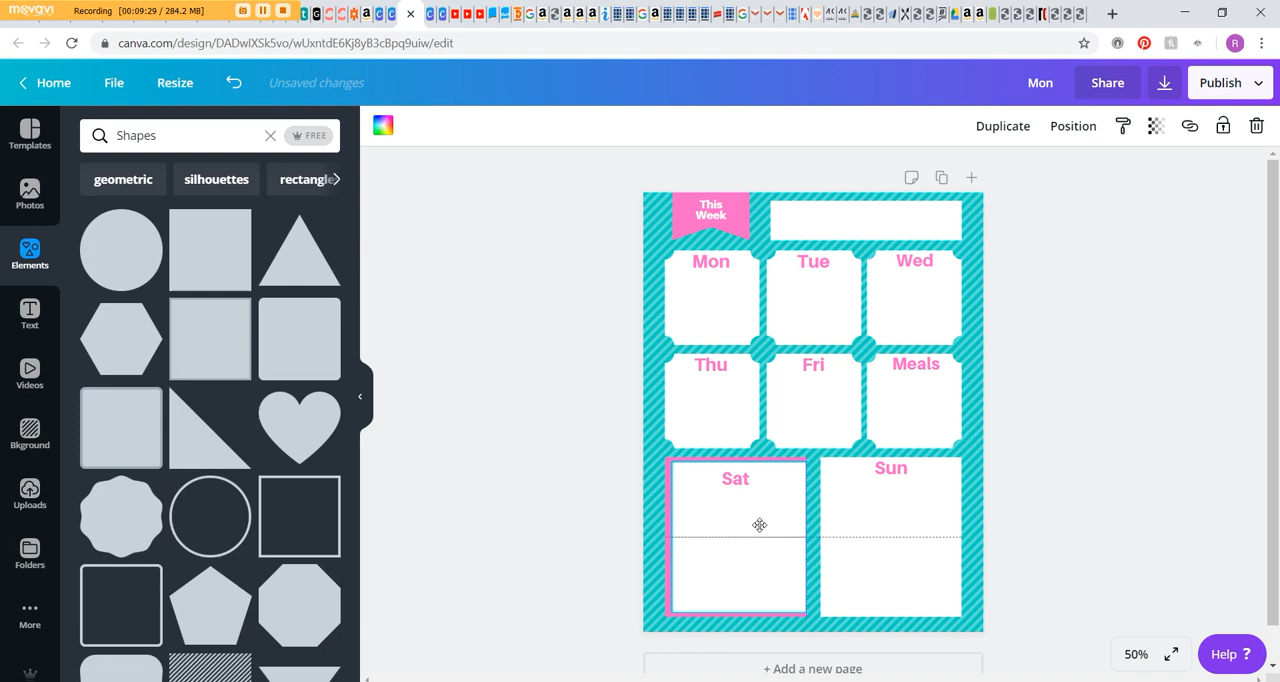 movavi
Recording [00:09:29 / 284.2 MB]
canva.com/design/DADwIXSk5vo/wUxntdE6Kj8yB3cBpq9uiw/edit
R
Home
File
Resize
Unsaved changes
Mon
Share
Publish
Templates
Photos
Elements
Text
Videos
Bkground
Uploads
Folders
More
Shapes
FREE
geometric
silhouettes
rectangle
Duplicate
Position
This
Week
Mon
Tue
Wed
Thu
Fri
Meals
Sat
Sun
+ Add a new page
50%
Help ?